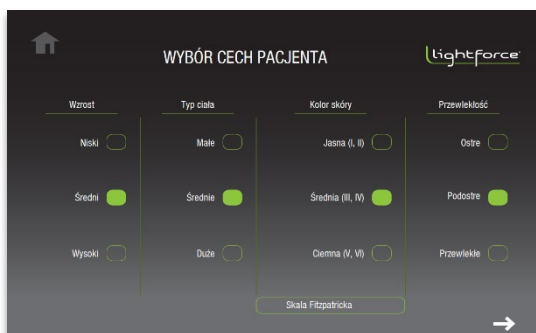 WYBÓR CECH PACJENTA
lightforce
Wzrost Typ ciała Kolor skóry Przewlekłość
Niski Małe Jasna (I, II) Ostre
Średni Średnie Średnia (III, IV) Podostre
Wysoki Duże Ciemna (V, VI) Przewlekłe
Skala Fitzpatricka